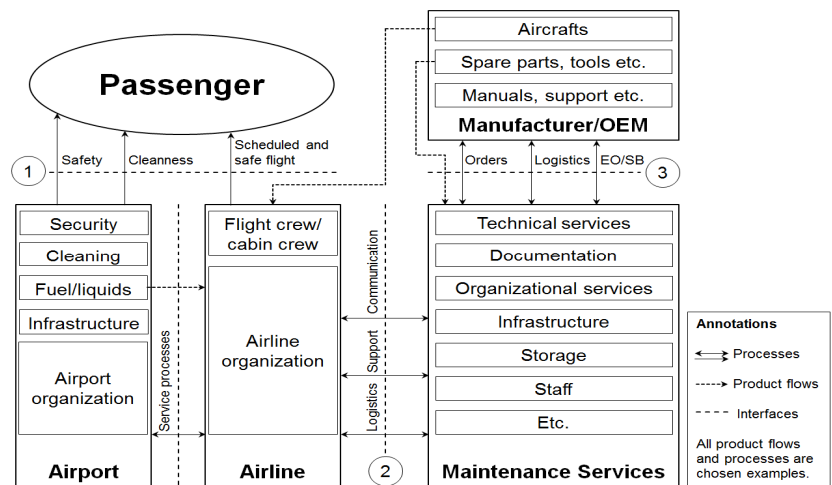 Passenger
Aircrafts
Spare parts, tools etc.
Manuals, support etc.
Manufacturer/OEM
1
Safety
Cleanness
Scheduled and
safe flight
Orders
Logistics
EO/SB
3
Security
Cleaning
Fuel/liquids
Infrastructure
Airport
organization
Airport
Service processes
Flight crew/
cabin crew
Airline
organization
Airline
Communication
Support
Logistics
2
Technical services
Documentation
Organizational services
Infrastructure
Storage
Staff
Etc.
Maintenance Services
Annotations
Processes
Product flows
Interfaces
All product flows
and processes are
chosen examples.